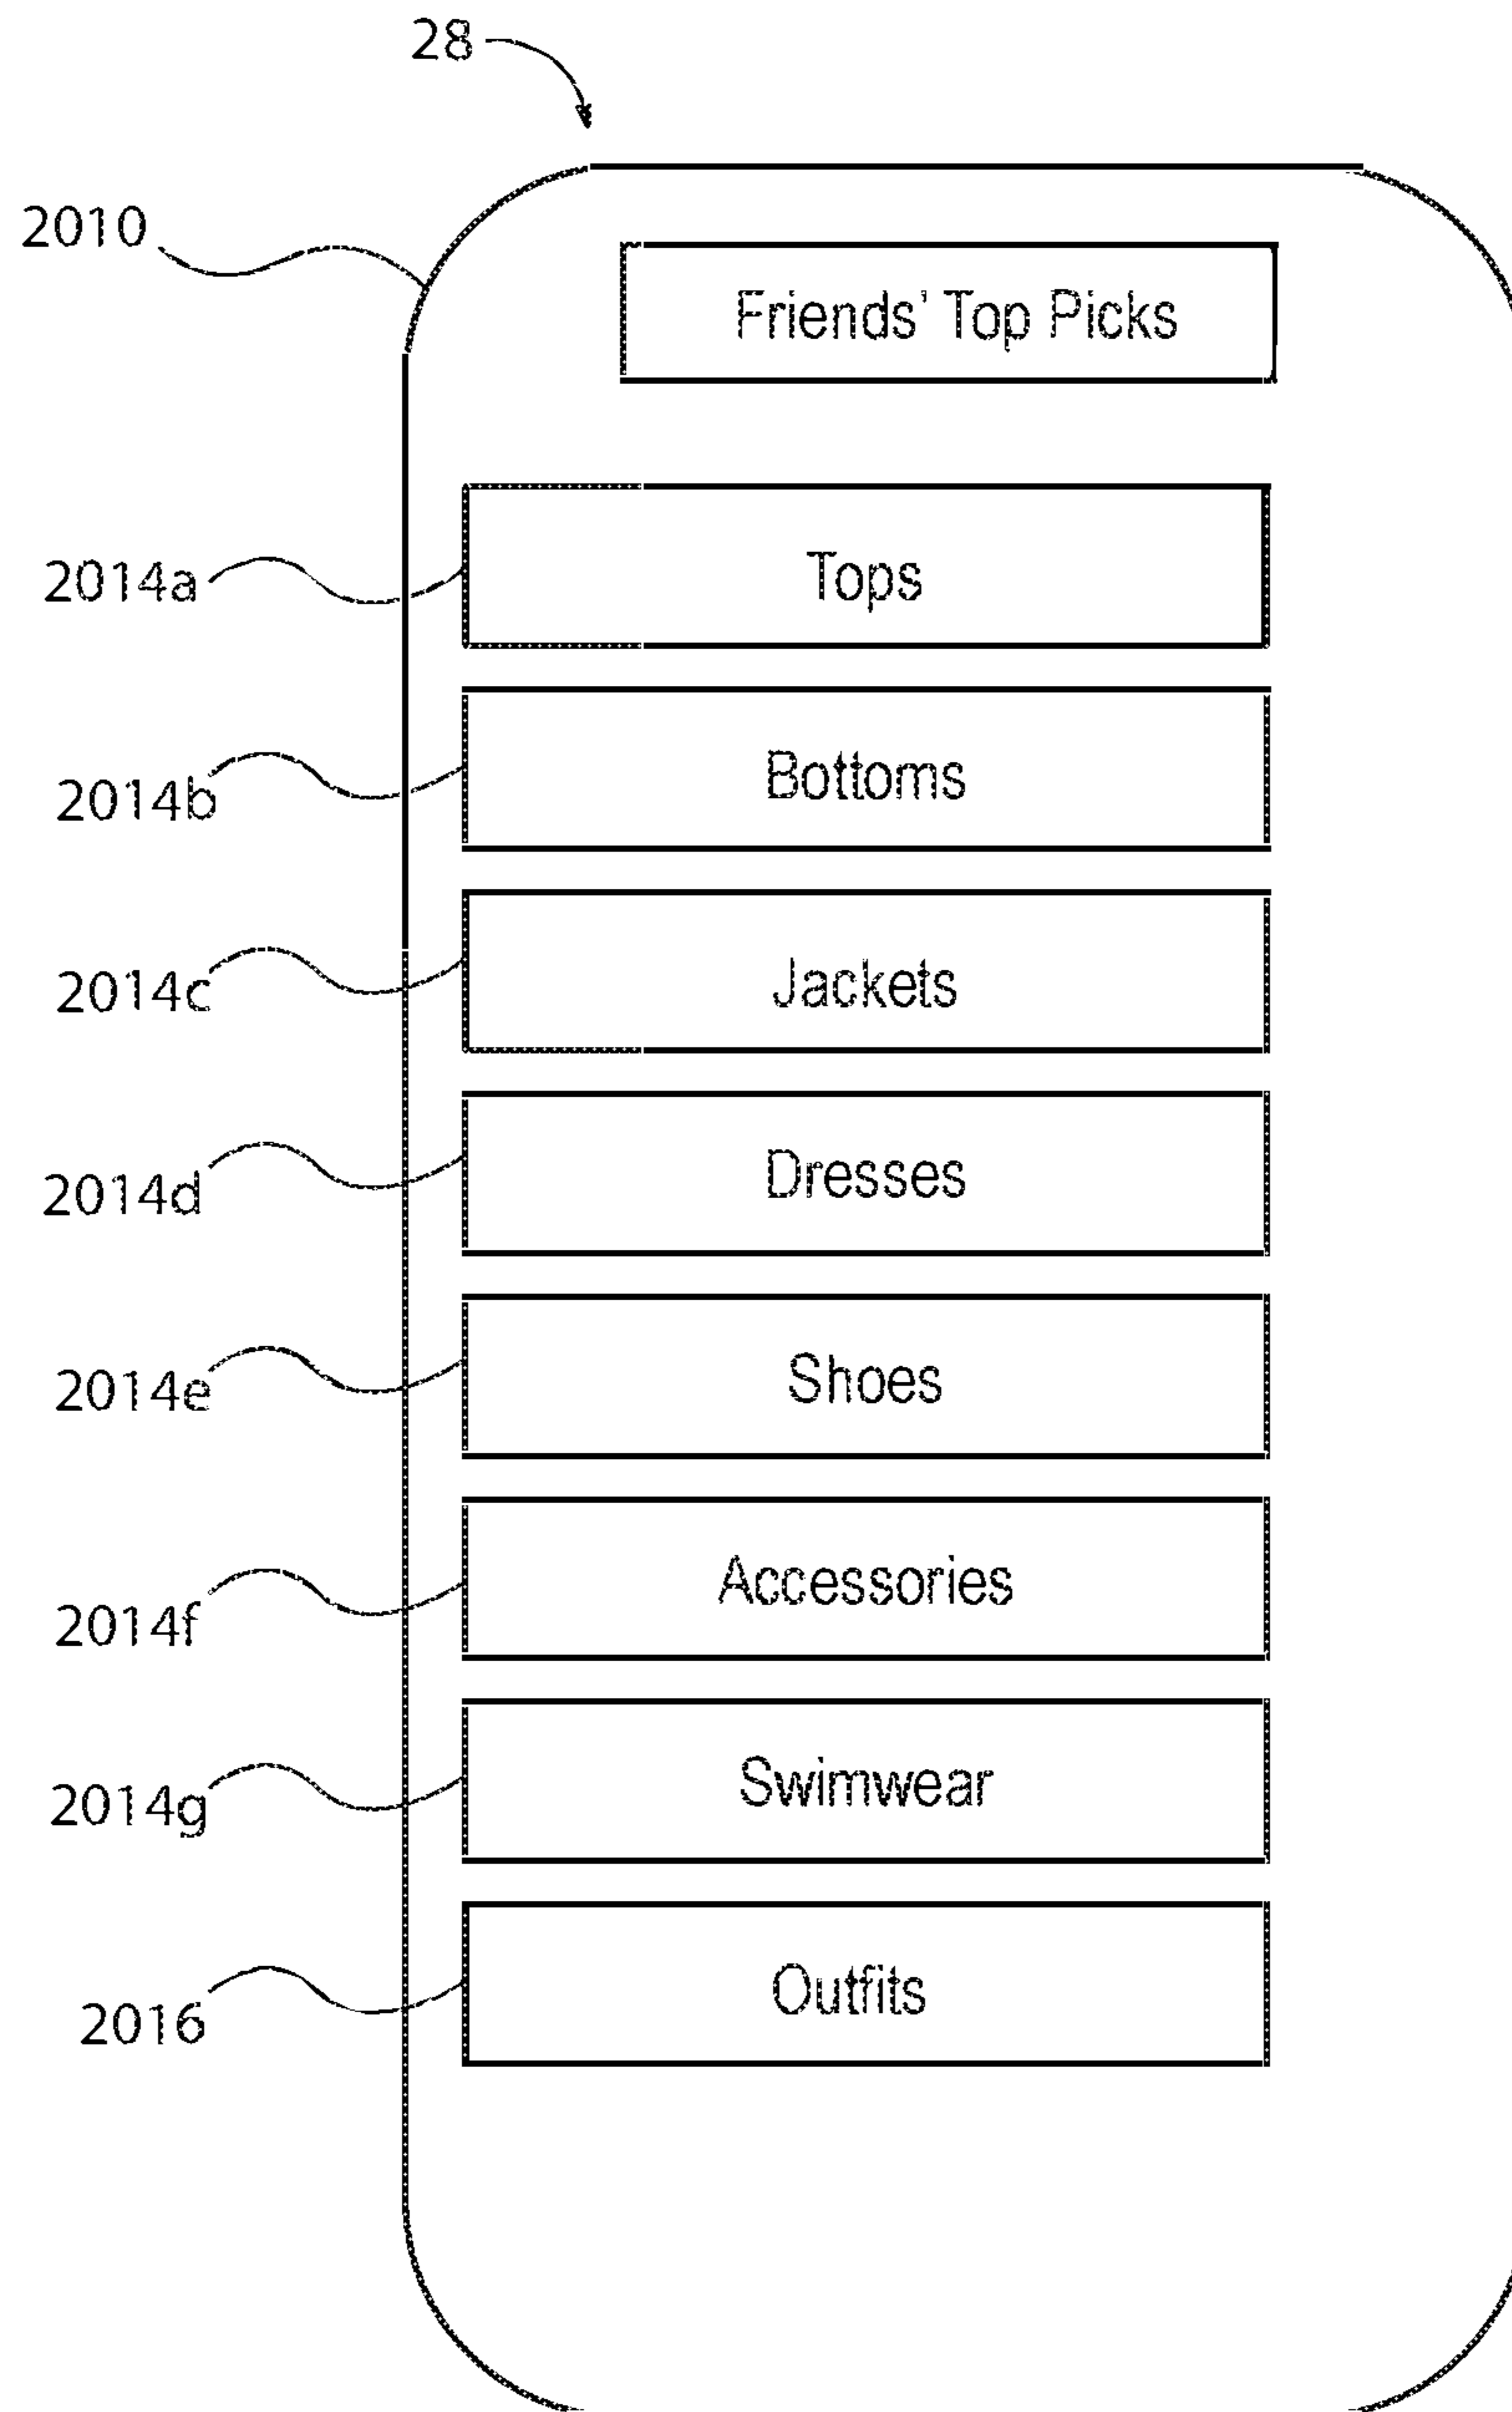 28
2010
Friends' Top Picks
2014a
Tops
2014b
Bottoms
2014c
Jackets
2014d
Dresses
2014e
Shoes
2014f
Accessories
2014g
Swimwear
2016
Outfits